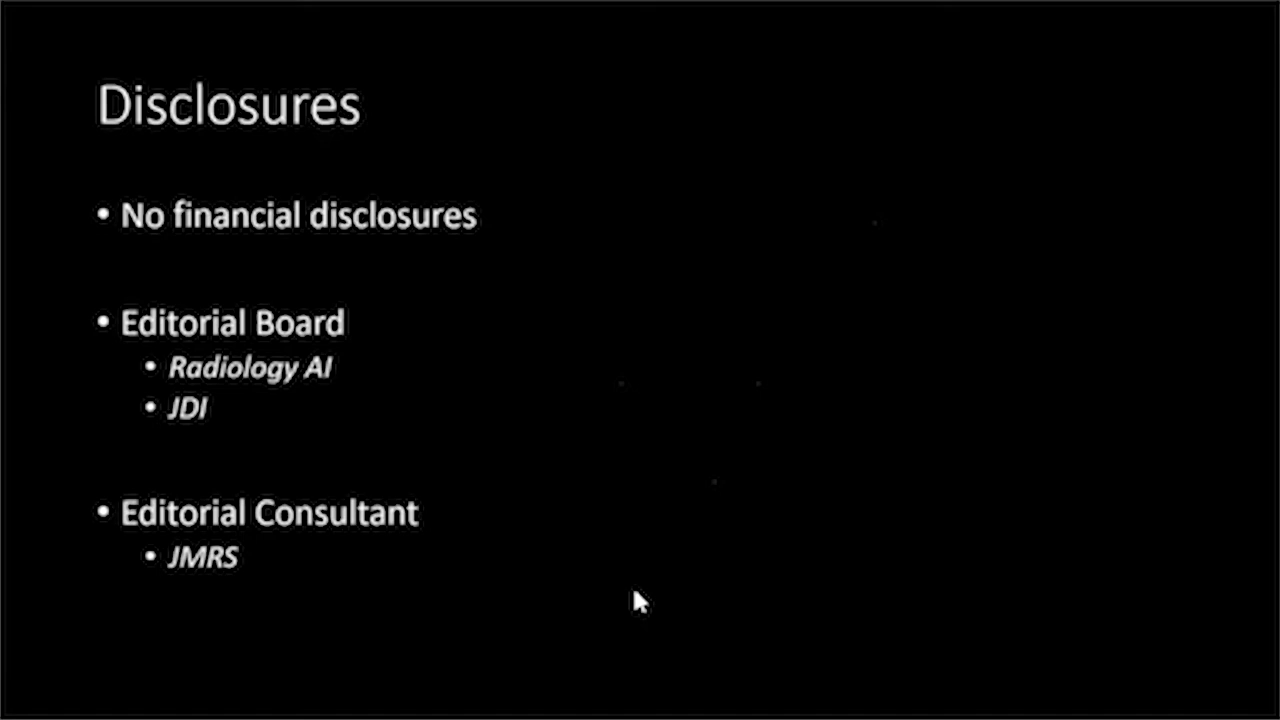 Disclosures
• No financial disclosures
• Editorial Board
• Radiology AI
• JDI
• Editorial Consultant
• JMRS